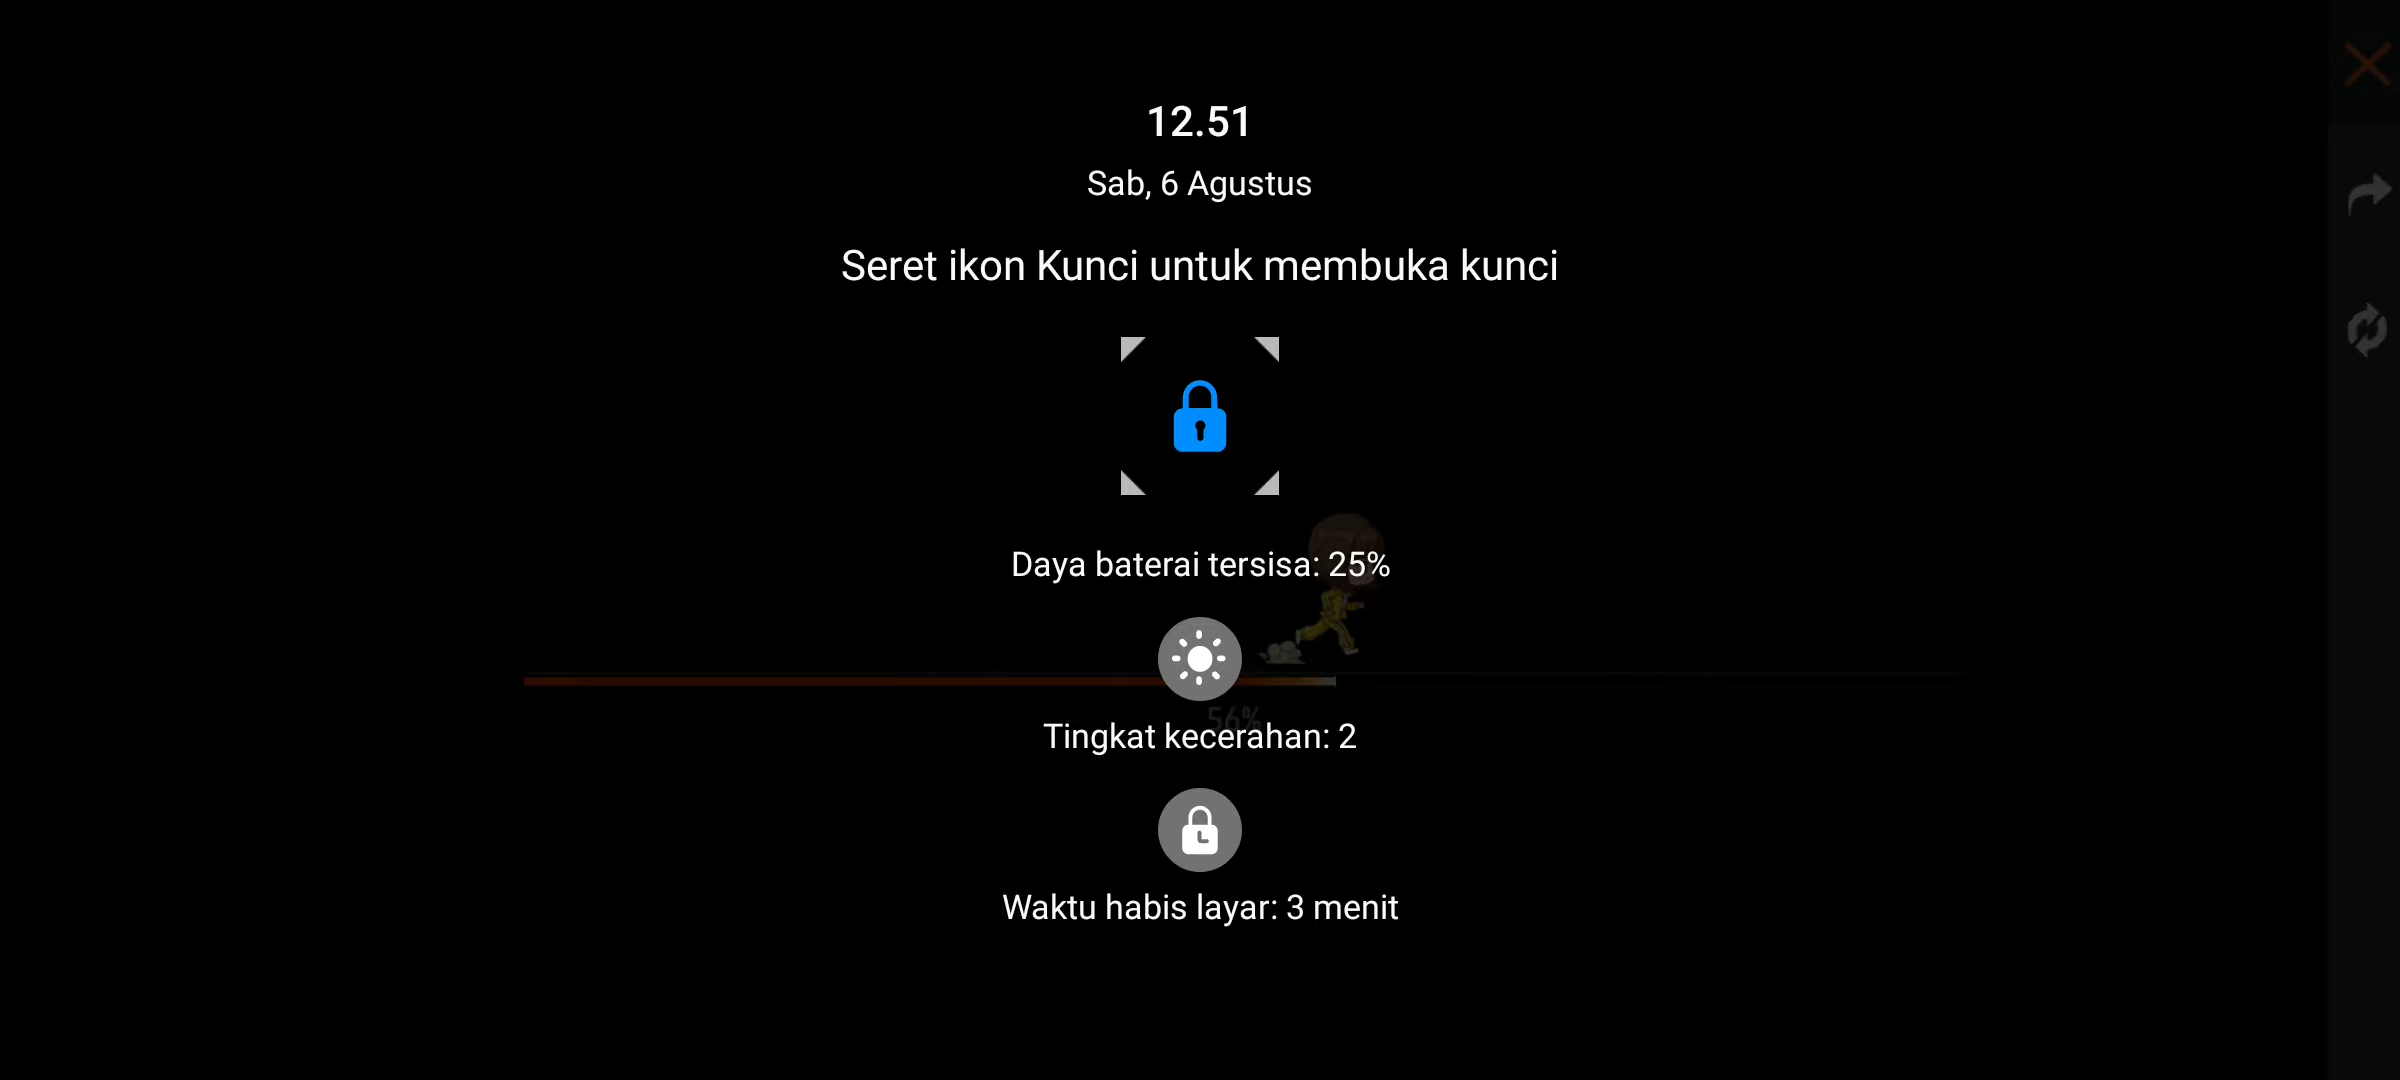 12.51
Sab, 6 Agustus
Seret ikon Kunci untuk membuka kunci
Daya baterai tersisa: 25%
56%
Tingkat kecerahan: 2
Waktu habis layar: 3 menit